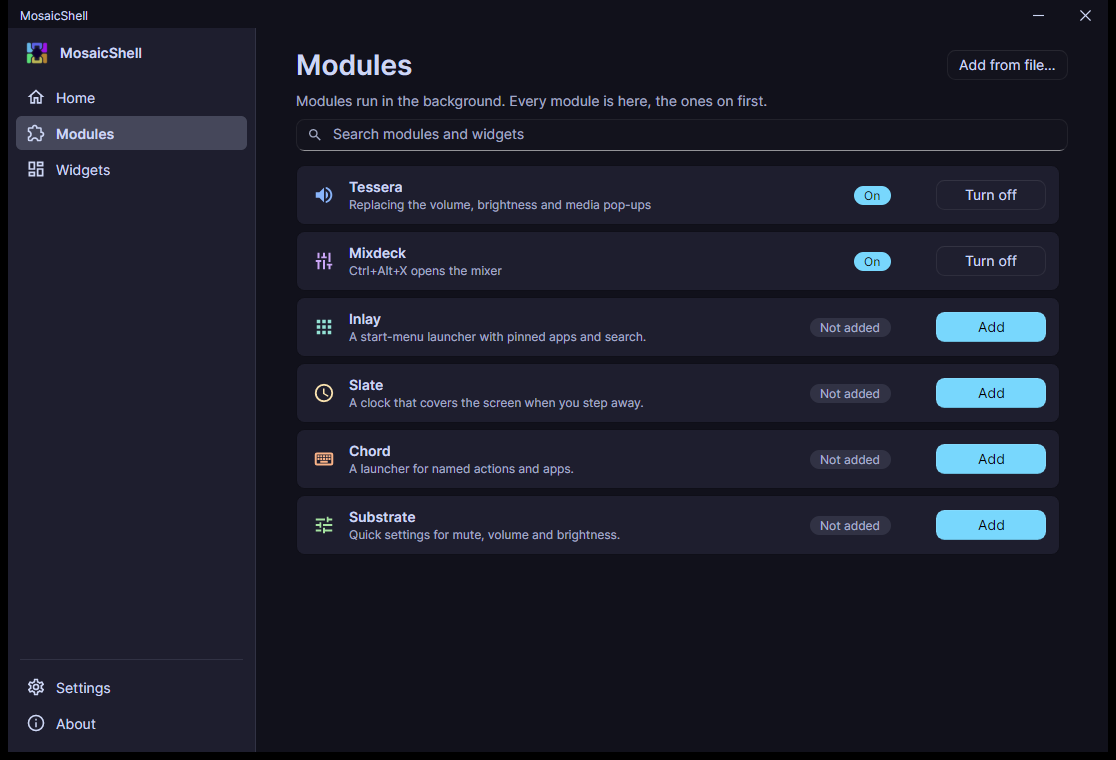 MosaicShell
MosaicShell
Home
Modules
Widgets
Settings
About
Modules
Add from file...
Modules run in the background. Every module is here, the ones on first.
Search modules and widgets
Tessera
Replacing the volume, brightness and media pop-ups
On
Turn off
Mixdeck
Ctrl+Alt+X opens the mixer
On
Turn off
Inlay
A start-menu launcher with pinned apps and search.
Not added
Add
Slate
A clock that covers the screen when you step away.
Not added
Add
Chord
A launcher for named actions and apps.
Not added
Add
Substrate
Quick settings for mute, volume and brightness.
Not added
Add